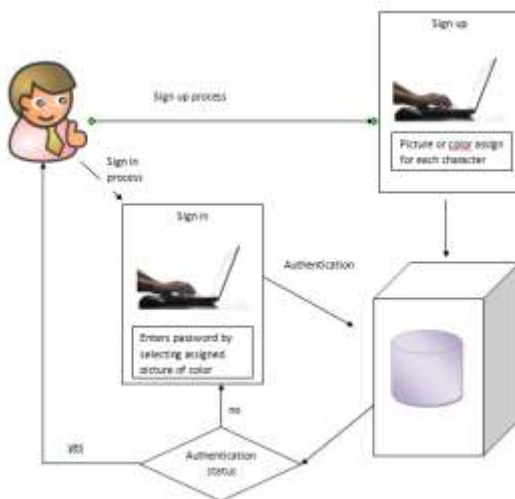 Sign up
Sign up process
Picture or color assign
for each character
Sign in
process
Sign in
Authentication
Enters password by
selecting assigned
picture of color
no
yes
Authentication
status